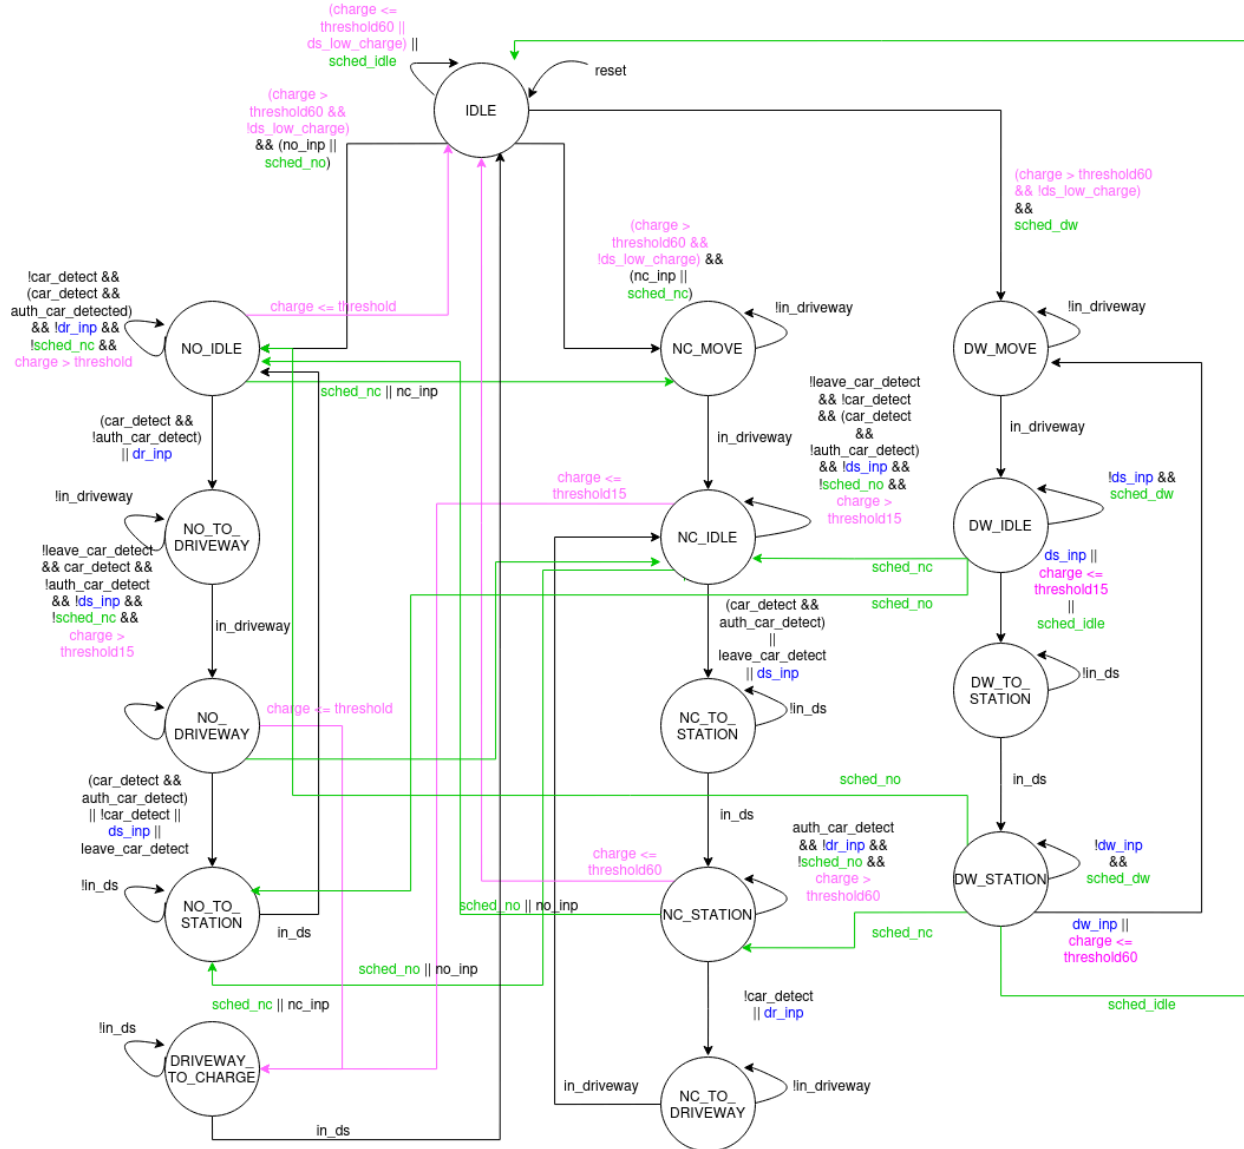 (charge <=
threshold60 ||
ds_low_charge) ||
sched_idle
reset
IDLE
(charge >
threshold60 &&
!ds_low_charge)
&& (no_inp ||
sched_no)
(charge > threshold60
&& !ds_low_charge)
&&
sched_dw
(charge >
threshold60 &&
!ds_low_charge) &&
(nc_inp ||
sched_nc)
!car_detect &&
(car_detect &&
auth_car_detected)
&& !dr_inp &&
!sched_nc &&
charge > threshold
charge <= threshold
!in_driveway
!in_driveway
NO_IDLE
NC_MOVE
DW_MOVE
sched_nc || nc_inp
!leave_car_detect
&& !car_detect
&& (car_detect
&&
!auth_car_detect)
&& !ds_inp &&
!sched_no &&
charge >
threshold15
(car_detect &&
!auth_car_detect)
|| dr_inp
in_driveway
in_driveway
charge <=
threshold15
!ds_inp &&
sched_dw
!in_driveway
NO_TO_
DRIVEWAY
NC_IDLE
DW_IDLE
!leave_car_detect
&& car_detect &&
!auth_car_detect
&& !ds_inp &&
!sched_nc &&
charge >
threshold15
sched_nc
ds_inp ||
charge <=
threshold15
||
sched_idle
sched_no
in_driveway
(car_detect &&
auth_car_detect)
||
leave_car_detect
|| ds_inp
DW_TO_
STATION
!in_ds
charge <= threshold
NO_
DRIVEWAY
NC_TO_
STATION
!in_ds
sched_no
in_ds
(car_detect &&
auth_car_detect)
|| !car_detect ||
ds_inp ||
leave_car_detect
in_ds
auth_car_detect
&& !dr_inp &&
!sched_no &&
charge >
threshold60
charge <=
threshold60
!dw_inp
&&
sched_dw
!in_ds
NO_TO_
STATION
sched_no || no_inp
NC_STATION
DW_STATION
in_ds
sched_nc
dw_inp ||
charge <=
threshold60
sched_no || no_inp
sched_nc || nc_inp
!car_detect
|| dr_inp
sched_idle
!in_ds
DRIVEWAY_
TO_CHARGE
in_driveway
NC_TO_
DRIVEWAY
!in_driveway
in_ds